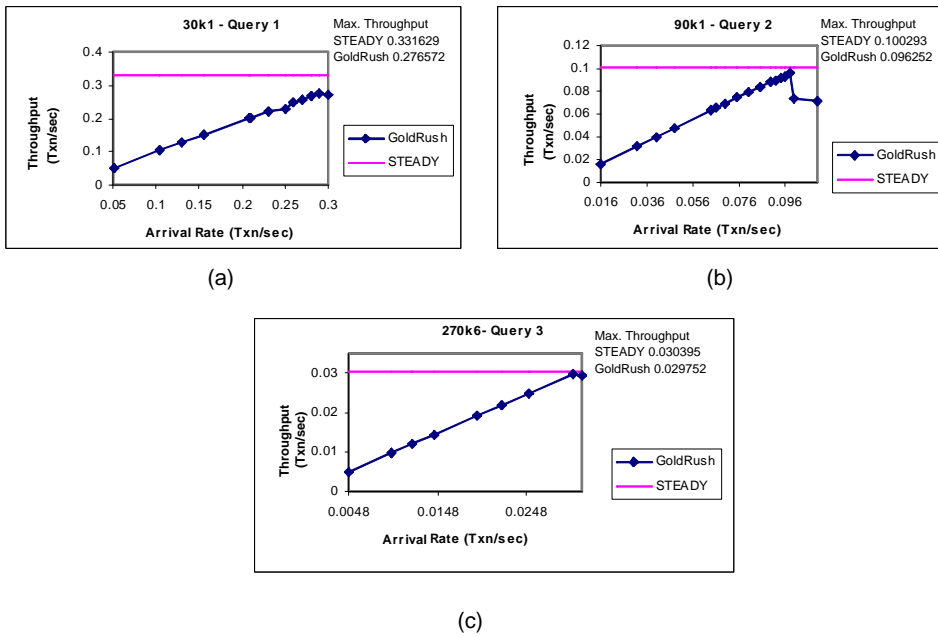 30k1 - Query 1
Max. Throughput
STEADY 0.331629
GoldRush 0.276572
Throughput
(Txn/sec)
0.4
0.3
0.2
0.1
0
0.05 0.1 0.15 0.2 0.25 0.3
Arrival Rate (Txn/sec)
GoldRush
STEADY
(a)
90k1 - Query 2
Max. Throughput
STEADY 0.100293
GoldRush 0.096252
Throughput
(Txn/sec)
0.12
0.1
0.08
0.06
0.04
0.02
0
0.016 0.036 0.056 0.076 0.096
Arrival Rate (Txn/sec)
GoldRush
STEADY
(b)
270k6- Query 3
Max. Throughput
STEADY 0.030395
GoldRush 0.029752
Throughput
(Txn/sec)
0.03
0.02
0.01
0
0.0048 0.0148 0.0248
Arrival Rate (Txn/sec)
GoldRush
STEADY
(c)